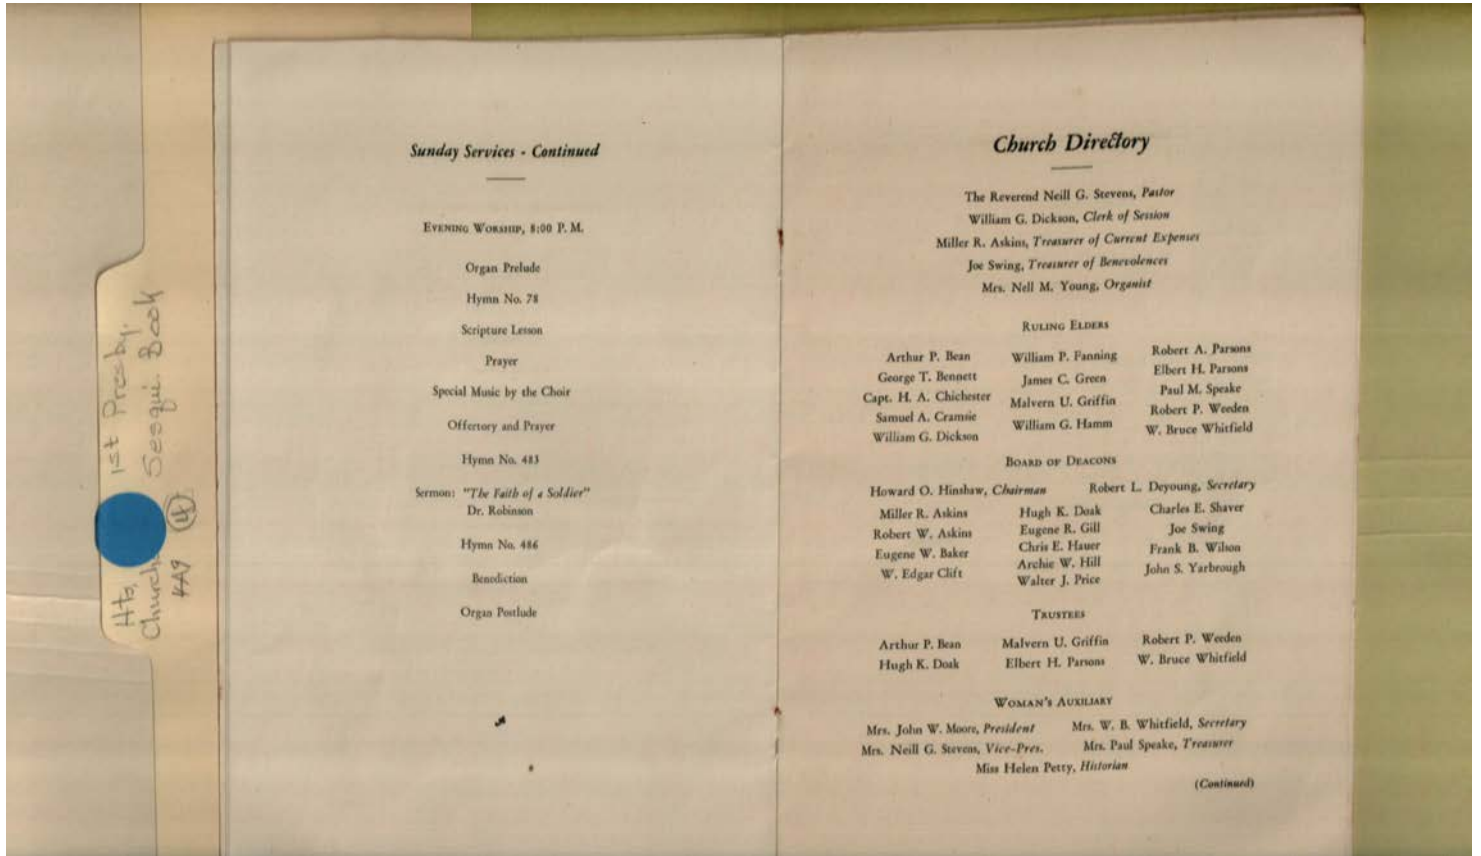 Hts,
Church
1st Presby.
Sesqui. Book
4A9 (4)
Sunday Services - Continued
EVENING WORSHIP, 8:00 P. M.
Organ Prelude
Hymn No. 78
Scripture Lesson
Prayer
Special Music by the Choir
Offertory and Prayer
Hymn No. 483
Sermon: "The Faith of a Soldier"
Dr. Robinson
Hymn No. 486
Benediction
Organ Postlude
Church Directory
The Reverend Neill G. Stevens, Pastor
William G. Dickson, Clerk of Session
Miller R. Askins, Treasurer of Current Expenses
Joe Swing, Treasurer of Benevolences
Mrs. Nell M. Young, Organist
RULING ELDERS
Arthur P. Bean William P. Fanning Robert A. Parsons
George T. Bennett James C. Green Elbert H. Parsons
Capt. H. A. Chichester Malvern U. Griffin Paul M. Speake
Samuel A. Cramsie William G. Hamm Robert P. Weeden
William G. Dickson W. Bruce Whitfield
BOARD OF DEACONS
Howard O. Hinshaw, Chairman Robert L. Deyoung, Secretary
Miller R. Askins Hugh K. Doak Charles E. Shaver
Robert W. Askins Eugene R. Gill Joe Swing
Eugene W. Baker Chris E. Hauer Frank B. Wilson
W. Edgar Clift Archie W. Hill John S. Yarbrough
Walter J. Price
TRUSTEES
Arthur P. Bean Malvern U. Griffin Robert P. Weeden
Hugh K. Doak Elbert H. Parsons W. Bruce Whitfield
WOMAN'S AUXILIARY
Mrs. John W. Moore, President Mrs. W. B. Whitfield, Secretary
Mrs. Neill G. Stevens, Vice-Pres. Mrs. Paul Speake, Treasurer
Miss Helen Petty, Historian
(Continued)